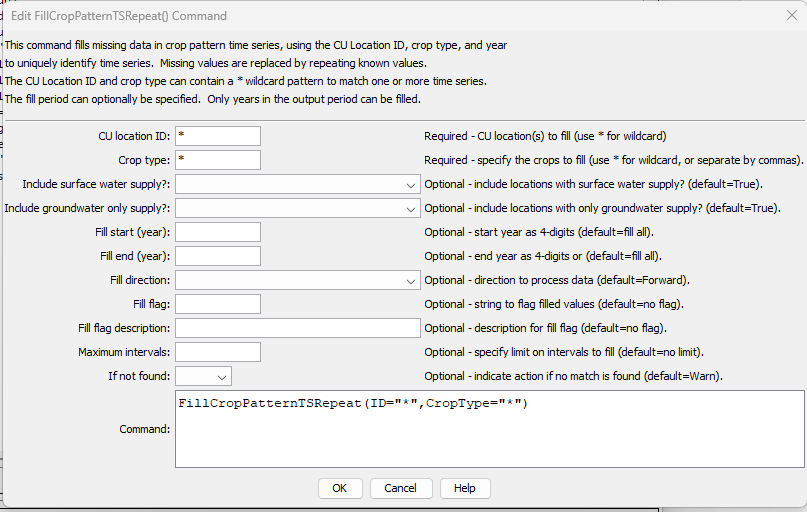 Edit FillCropPatternTSRepeat() Command
This command fills missing data in crop pattern time series, using the CU Location ID, crop type, and year
to uniquely identify time series.  Missing values are replaced by repeating known values.
The CU Location ID and crop type can contain a * wildcard pattern to match one or more time series.
The fill period can optionally be specified.  Only years in the output period can be filled.
CU location ID: * Required - CU location(s) to fill (use * for wildcard)
Crop type: * Required - specify the crops to fill (use * for wildcard, or separate by commas).
Include surface water supply?: Optional - include locations with surface water supply? (default=True).
Include groundwater only supply?: Optional - include locations with only groundwater supply? (default=True).
Fill start (year): Optional - start year as 4-digits (default=fill all).
Fill end (year): Optional - end year as 4-digits or (default=fill all).
Fill direction: Optional - direction to process data (default=Forward).
Fill flag: Optional - string to flag filled values (default=no flag).
Fill flag description: Optional - description for fill flag (default=no flag).
Maximum intervals: Optional - specify limit on intervals to fill (default=no limit).
If not found: Optional - indicate action if no match is found (default=Warn).
Command: FillCropPatternTSRepeat(ID="*",CropType="*")
OK Cancel Help